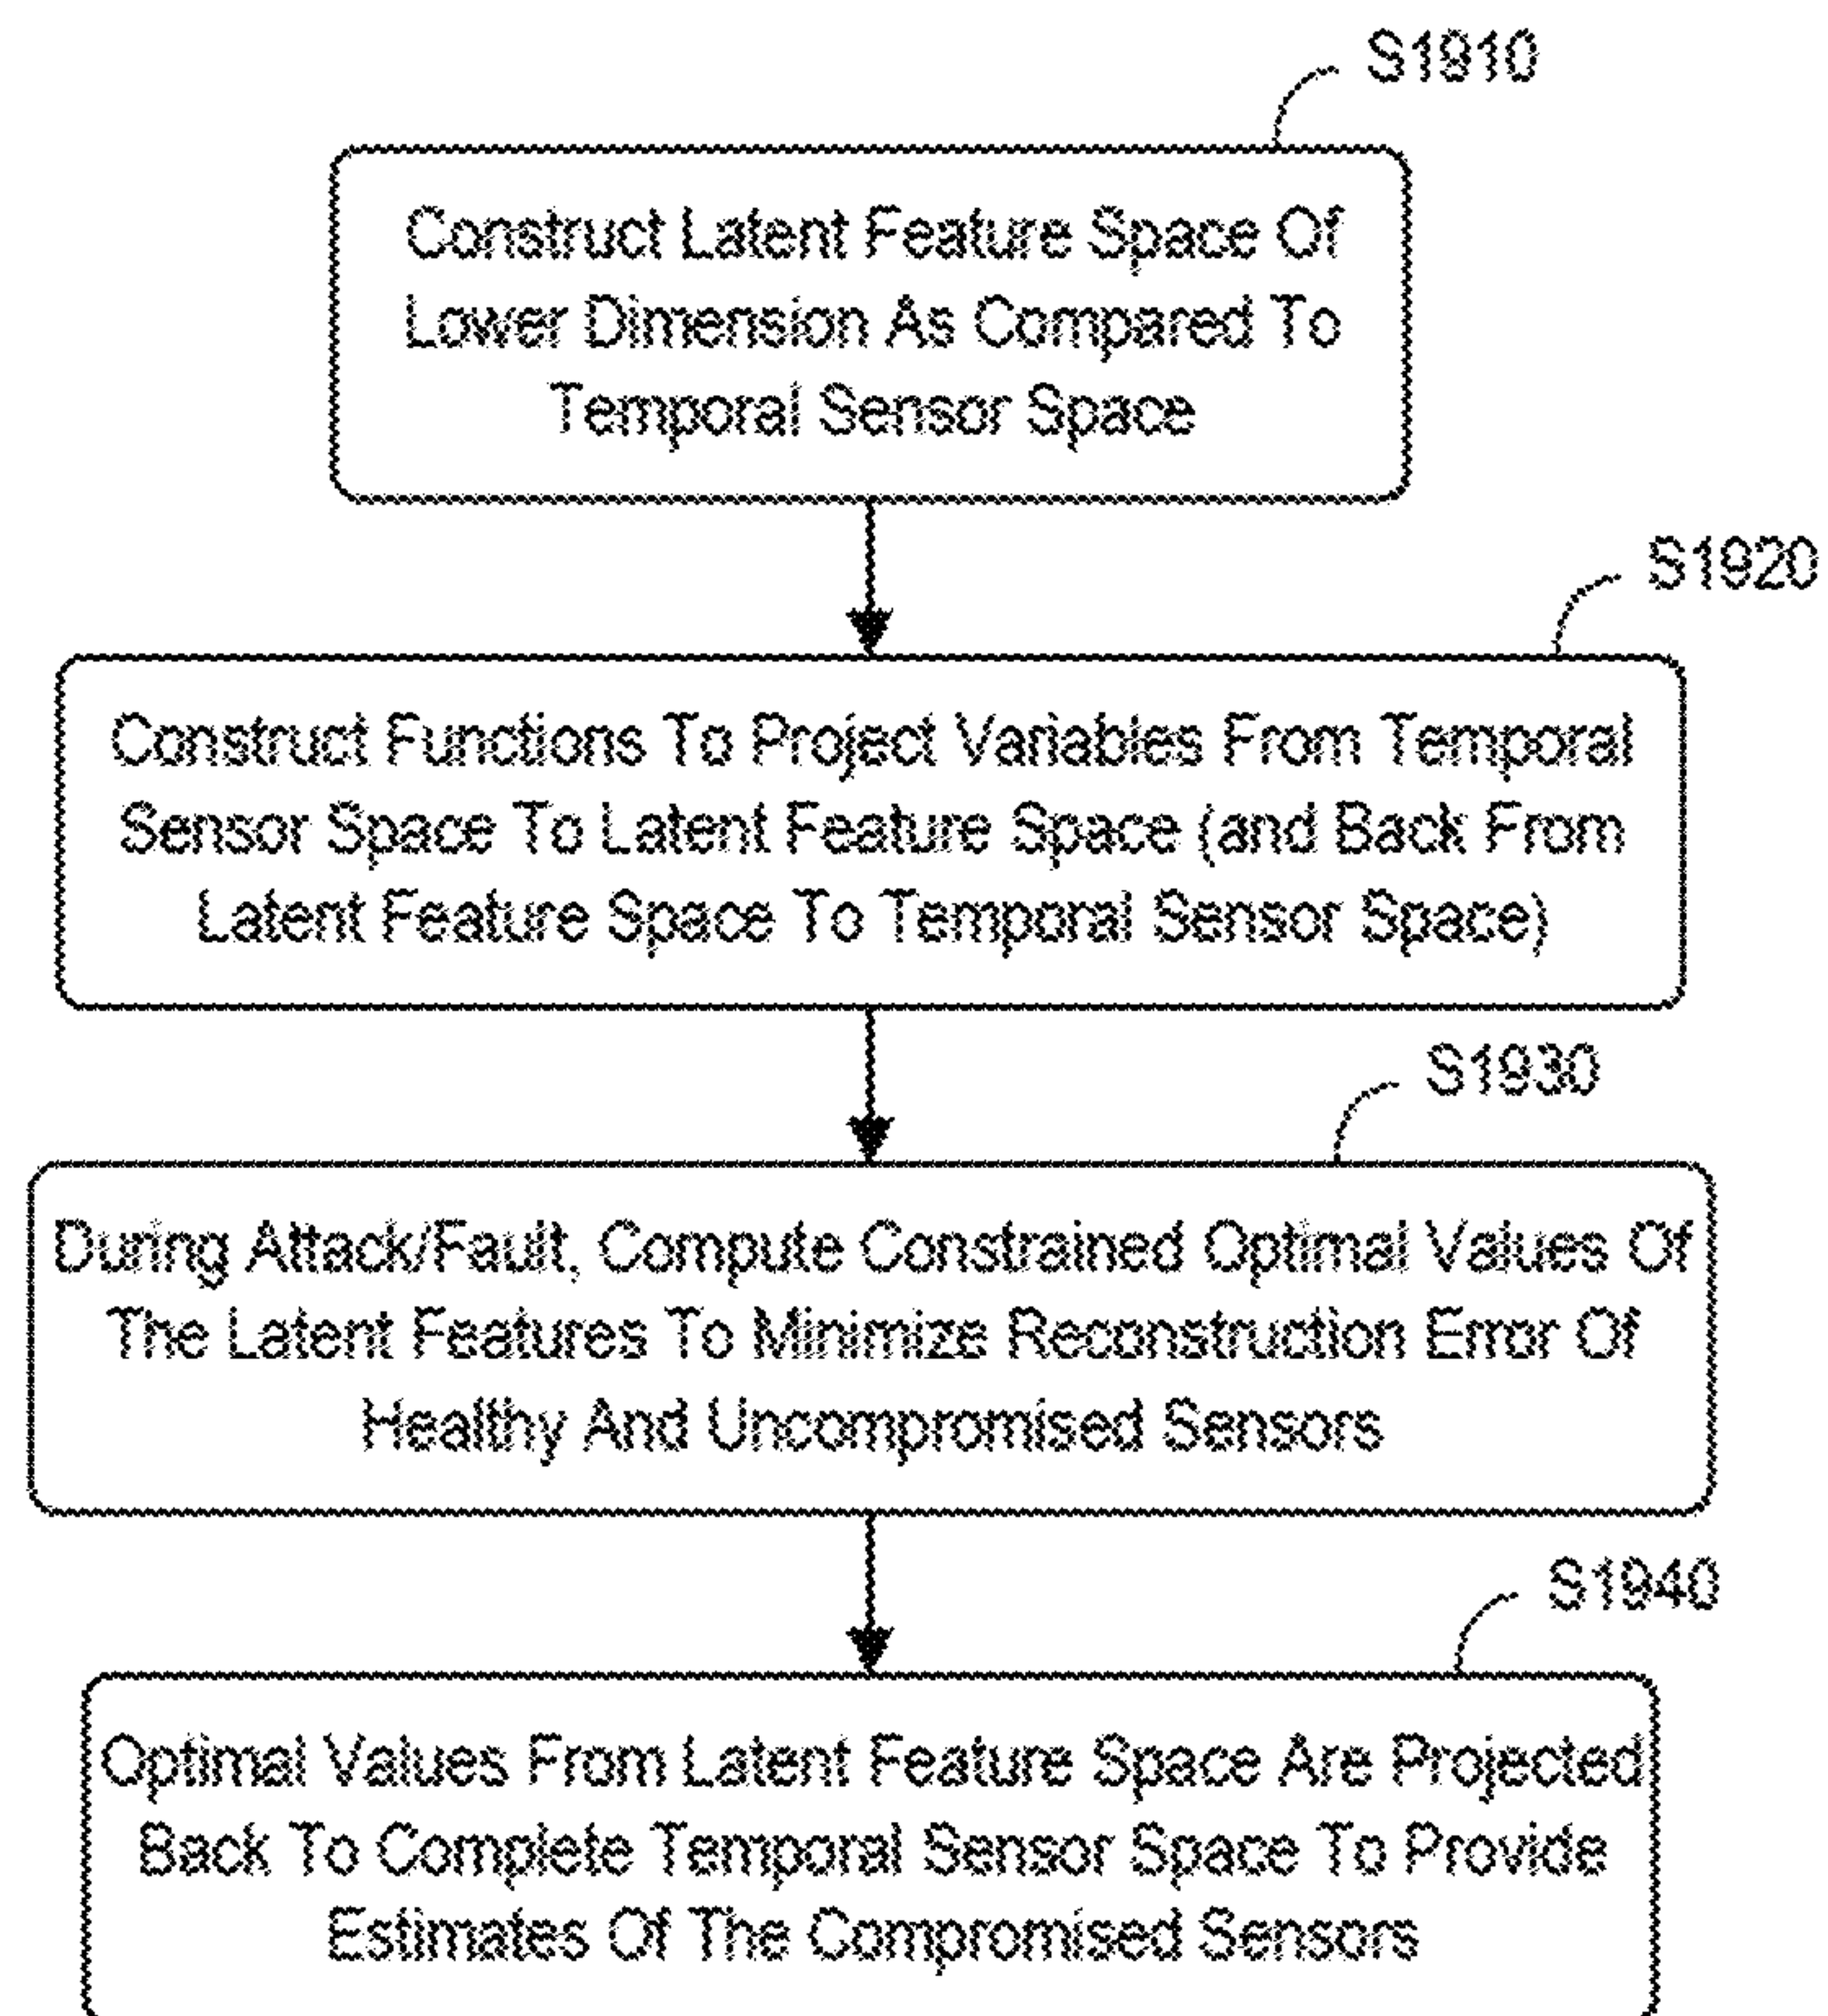 S1910
Construct Latent Feature Space Of
Lower Dimension As Compared To
Temporal Sensor Space
S1920
Construct Functions To Project Variables From Temporal
Sensor Space To Latent Feature Space (and Back From
Latent Feature Space To Temporal Sensor Space)
S1930
During Attack/Fault, Compute Constrained Optimal Values Of
The Latent Features To Minimize Reconstruction Error Of
Healthy And Uncompromised Sensors
S1940
Optimal Values From Latent Feature Space Are Projected
Back To Complete Temporal Sensor Space To Provide
Estimates Of The Compromised Sensors